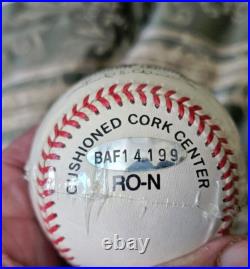 CUSHIONED CORK CENTER
BAF14199
RO-N